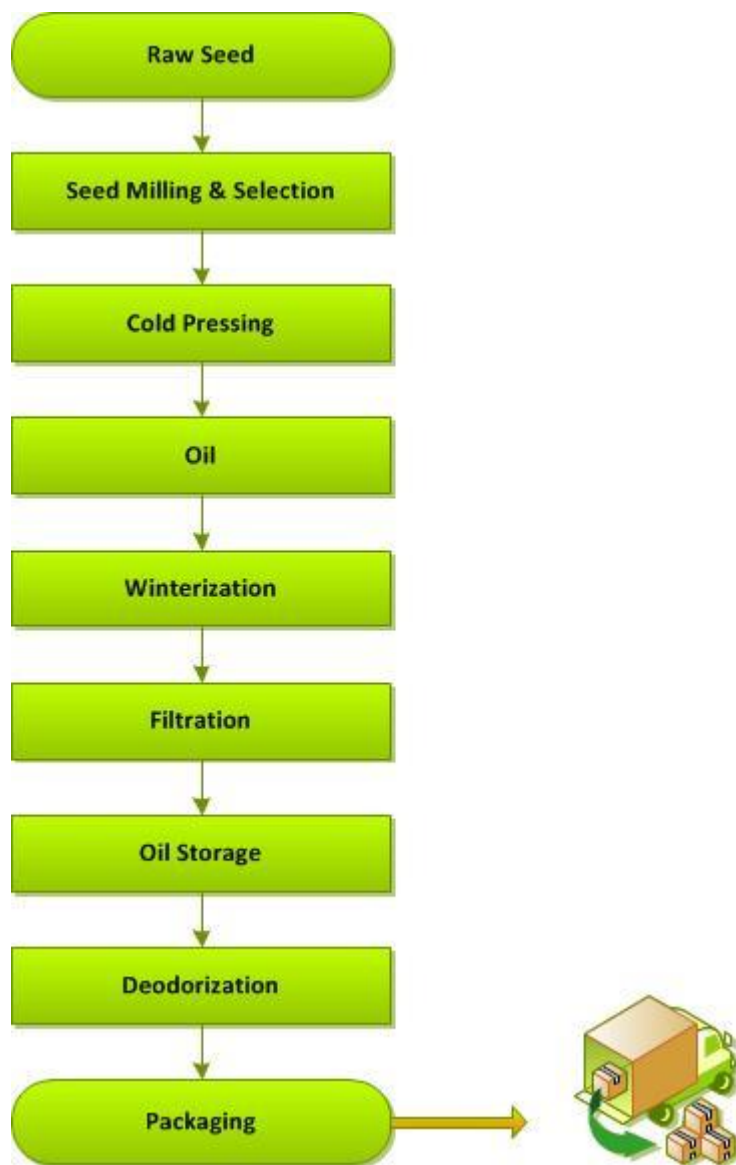 Raw Seed
Seed Milling & Selection
Cold Pressing
Oil
Winterization
Filtration
Oil Storage
Deodorization
Packaging